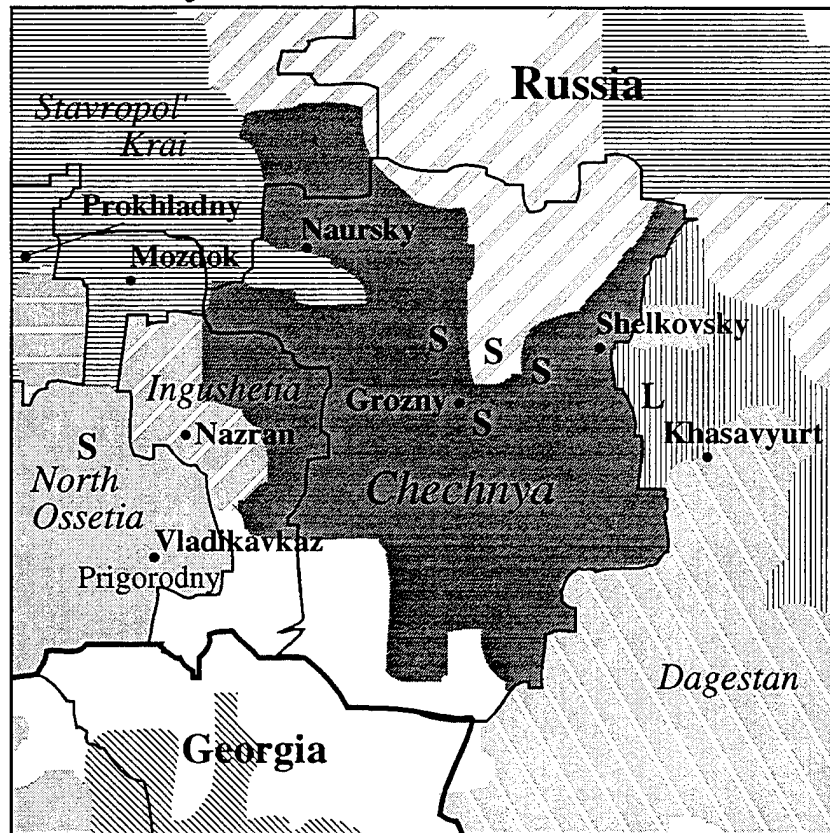 Russia
Stavropol'
Krai
Prokhladny
Naursky
Mozdok
Shelkovsky
S
S
S
Ingushetia
Grozny
S
L
Nazran
Khasavyurt
S
North
Ossetia
Chechnya
Vladikavkaz
Prigorodny
Dagestan
Georgia